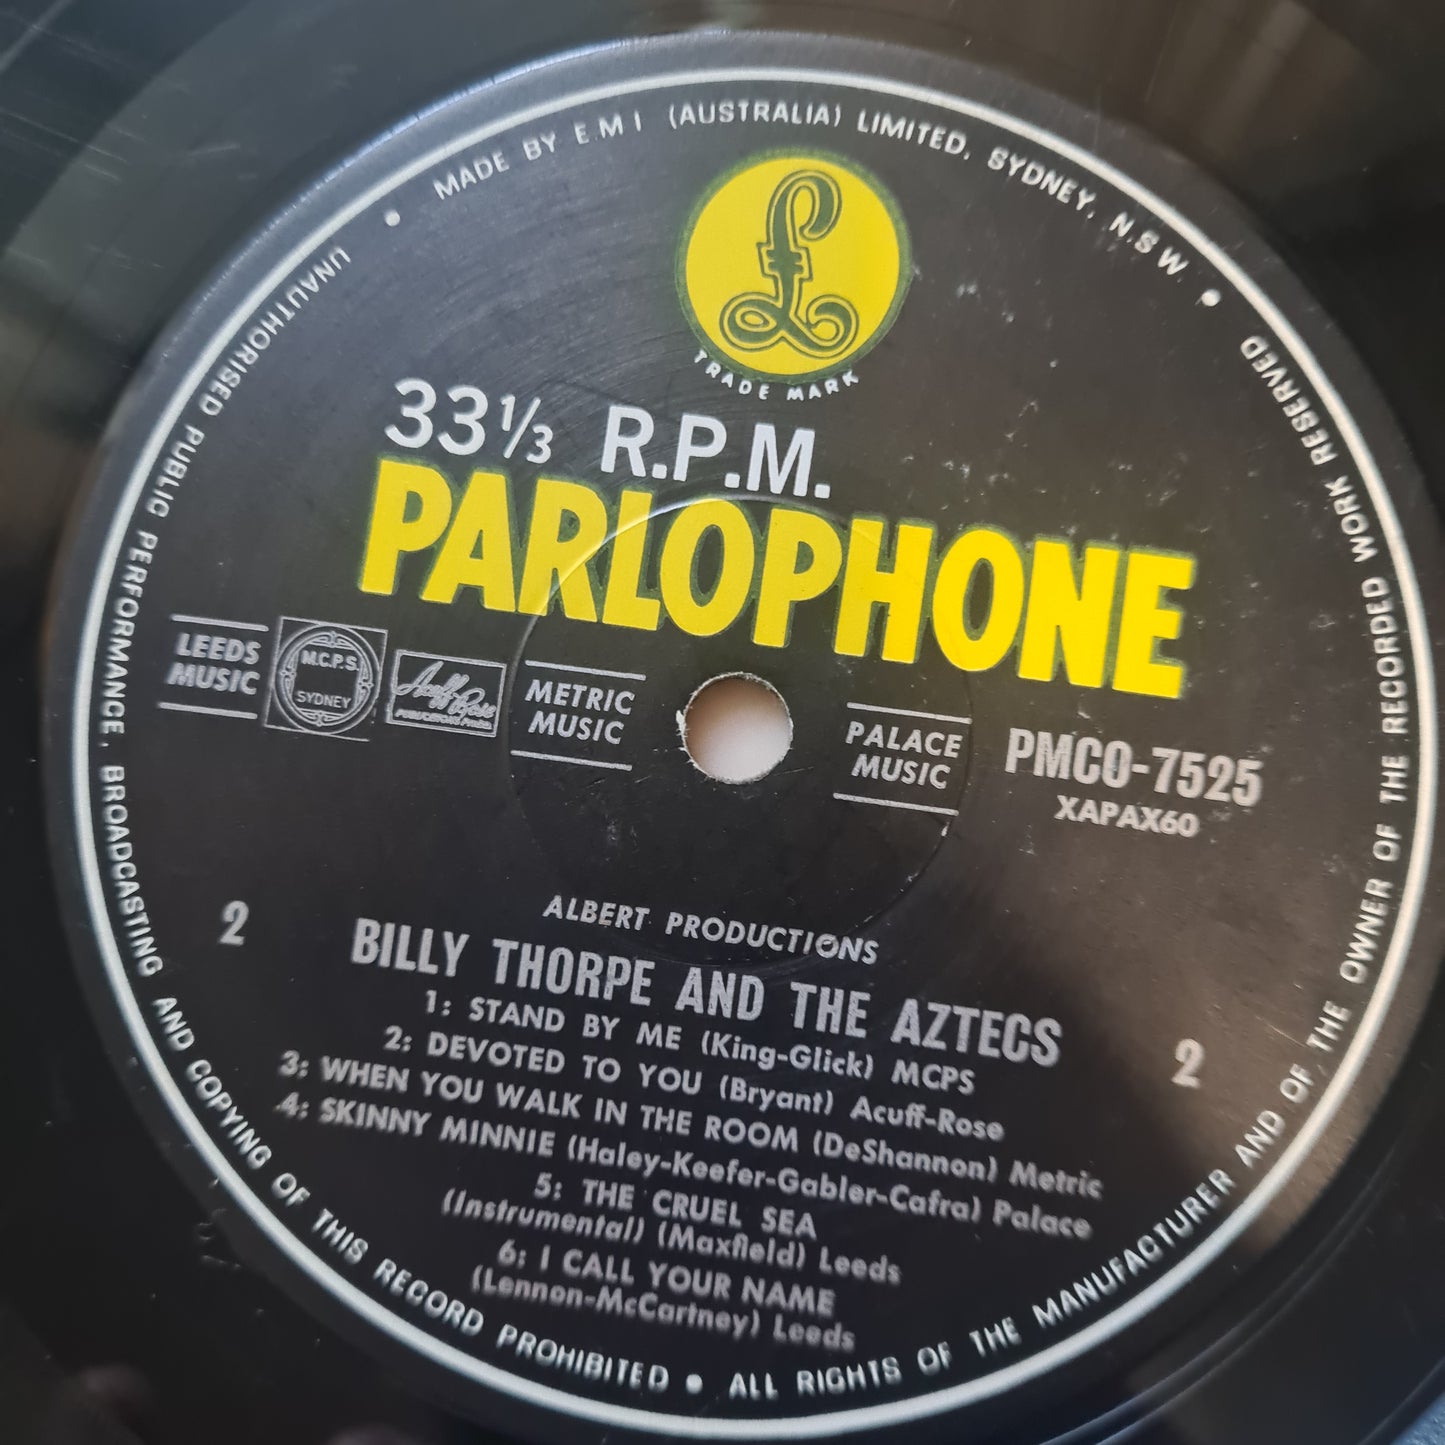 MADE BY E.M I (AUSTRALIA) LIMITED. SYDNEY, N.S.W.
TRADE MARK
33⅓ R.P.M.
PARLOPHONE
LEEDS MUSIC
M.C.P.S. SYDNEY
Acuff-Rose
METRIC MUSIC
PALACE MUSIC
PMCO-7525
XAPAX60
ALBERT PRODUCTIONS
2
BILLY THORPE AND THE AZTECS
2
1: STAND BY ME (King-Glick) MCPS
2: DEVOTED TO YOU (Bryant) Acuff-Rose
3: WHEN YOU WALK IN THE ROOM (DeShannon) Metric
4: SKINNY MINNIE (Haley-Keefer-Gabler-Cafra) Palace
5: THE CRUEL SEA
(Instrumental) (Maxfield) Leeds
6: I CALL YOUR NAME
(Lennon-McCartney) Leeds
UNAUTHORISED PUBLIC PERFORMANCE, BROADCASTING AND COPYING OF THIS RECORD PROHIBITED • ALL RIGHTS OF THE MANUFACTURER AND OF THE OWNER OF THE RECORDED WORK RESERVED